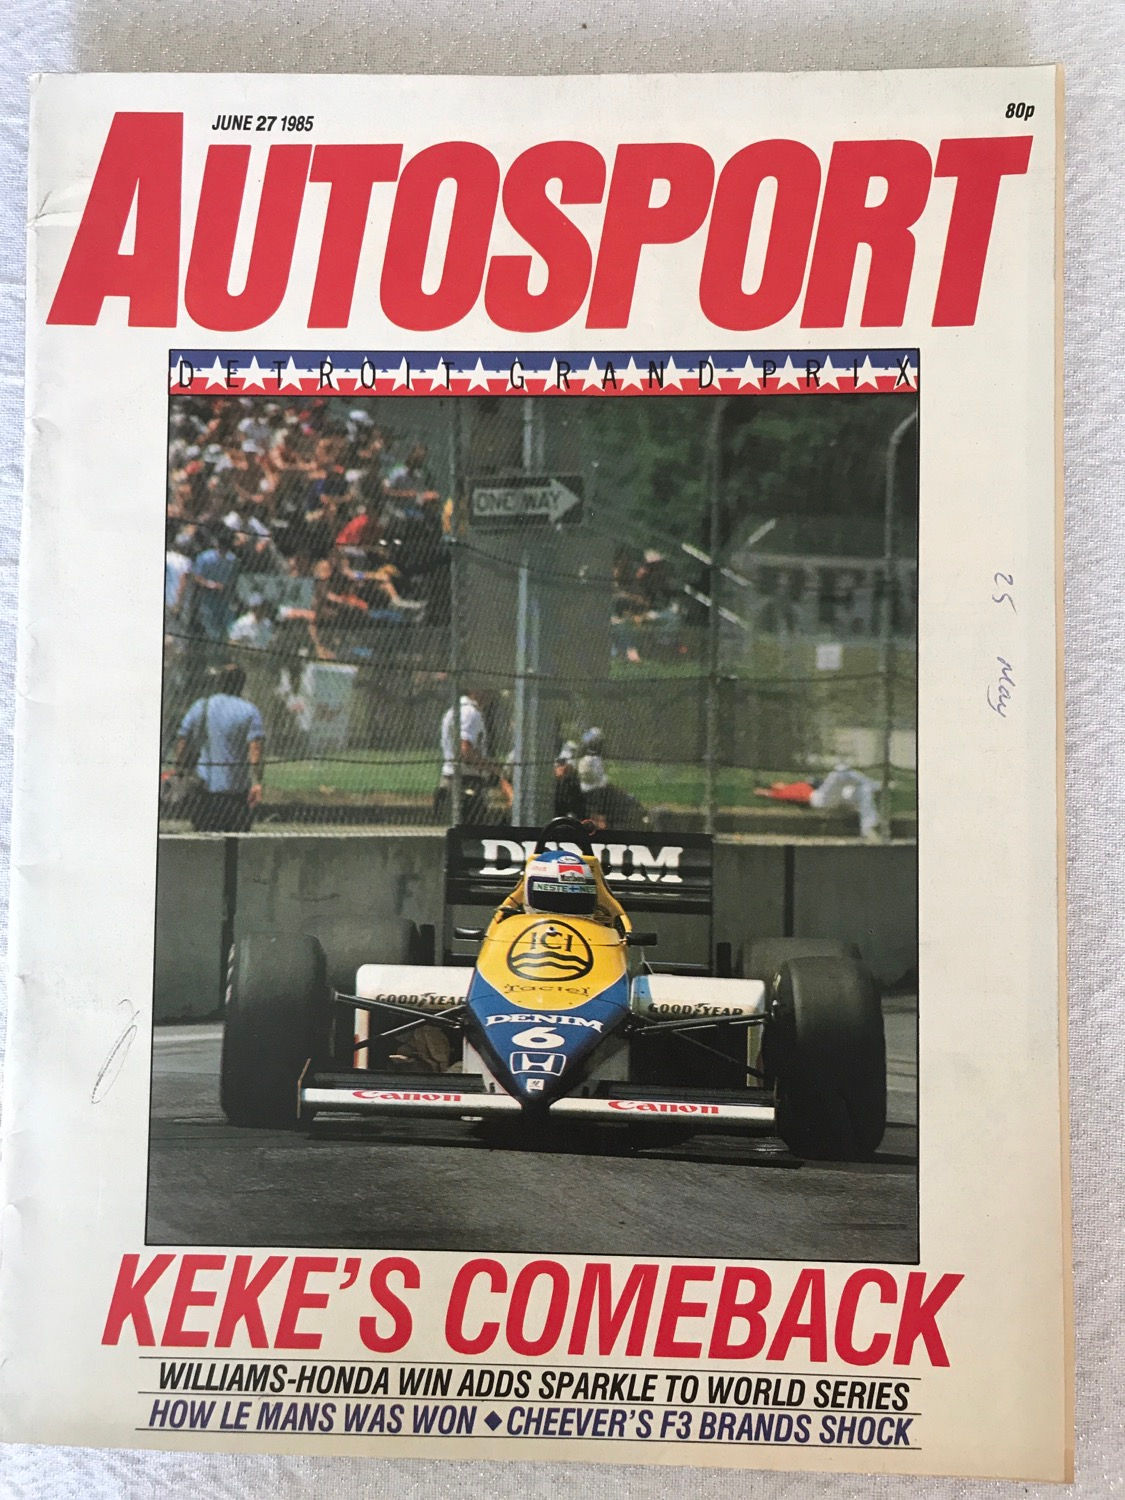 JUNE 27 1985
80p
AUTOSPORT
DETROIT GRAND PRIX
ONE WAY
25 May
DENIM
NESTE
ICI
Tactel
GOODYEAR
GOODYEAR
DENIM
6
Canon
Canon
KEKE'S COMEBACK
WILLIAMS-HONDA WIN ADDS SPARKLE TO WORLD SERIES
HOW LE MANS WAS WON ◆ CHEEVER'S F3 BRANDS SHOCK